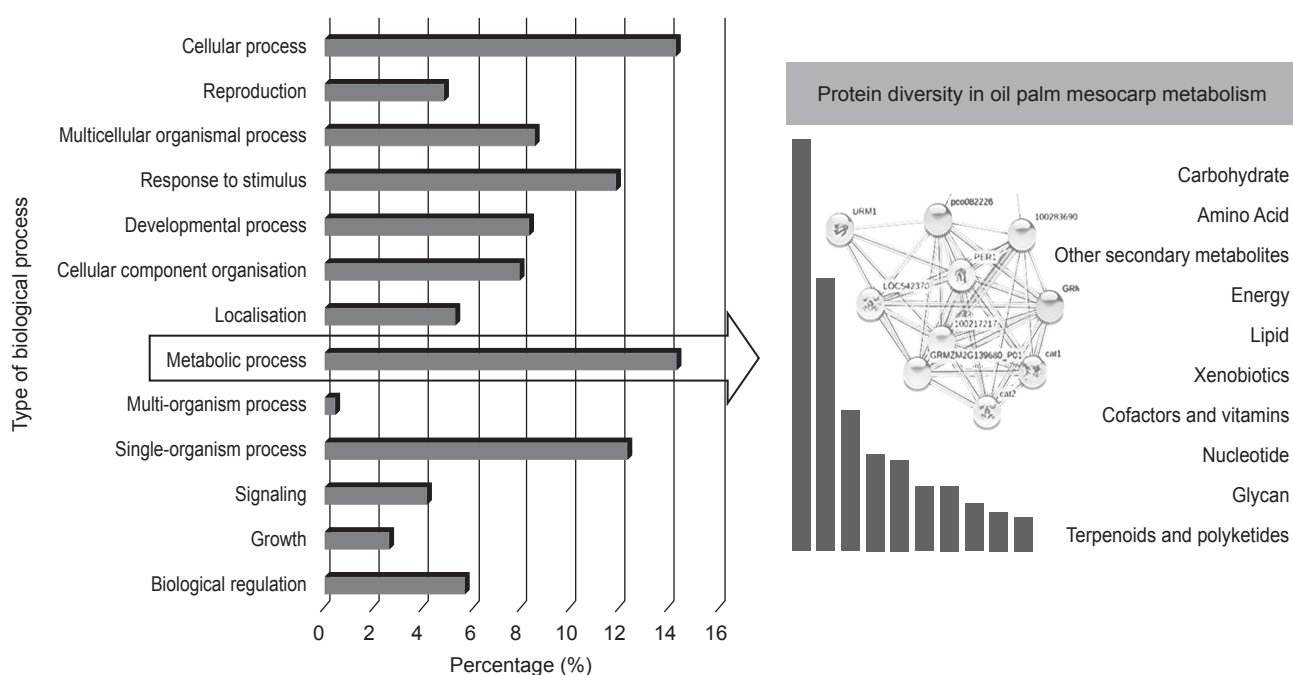 Type of biological process
Cellular process
Reproduction
Multicellular organismal process
Response to stimulus
Developmental process
Cellular component organisation
Localisation
Metabolic process
Multi-organism process
Single-organism process
Signaling
Growth
Biological regulation
0 2 4 6 8 10 12 14 16
Percentage (%)
Protein diversity in oil palm mesocarp metabolism
Carbohydrate
Amino Acid
Other secondary metabolites
Energy
Lipid
Xenobiotics
Cofactors and vitamins
Nucleotide
Glycan
Terpenoids and polyketides
URM1
pco082226
100283690
PER1
LOC542370
GRM
100217217
GRMZM2G139680_P01
cat1
cat2